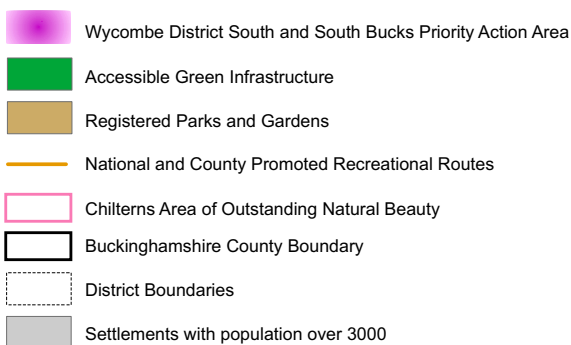 Wycombe District South and South Bucks Priority Action Area
Accessible Green Infrastructure
Registered Parks and Gardens
National and County Promoted Recreational Routes
Chilterns Area of Outstanding Natural Beauty
Buckinghamshire County Boundary
District Boundaries
Settlements with population over 3000